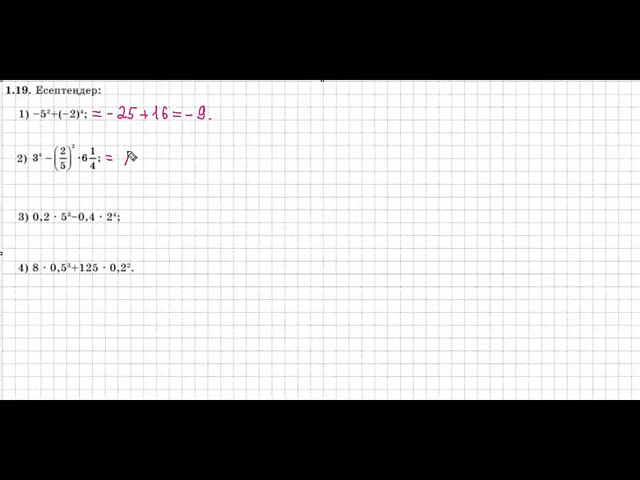 1.19. Есептеңдер:
1) −5²+(−2)⁴; = - 25 + 16 = - 9.
2) 3⁴ − (2/5)² · 6 1/4; =
3) 0,2 · 5³−0,4 · 2⁴;
4) 8 · 0,5³+125 · 0,2².